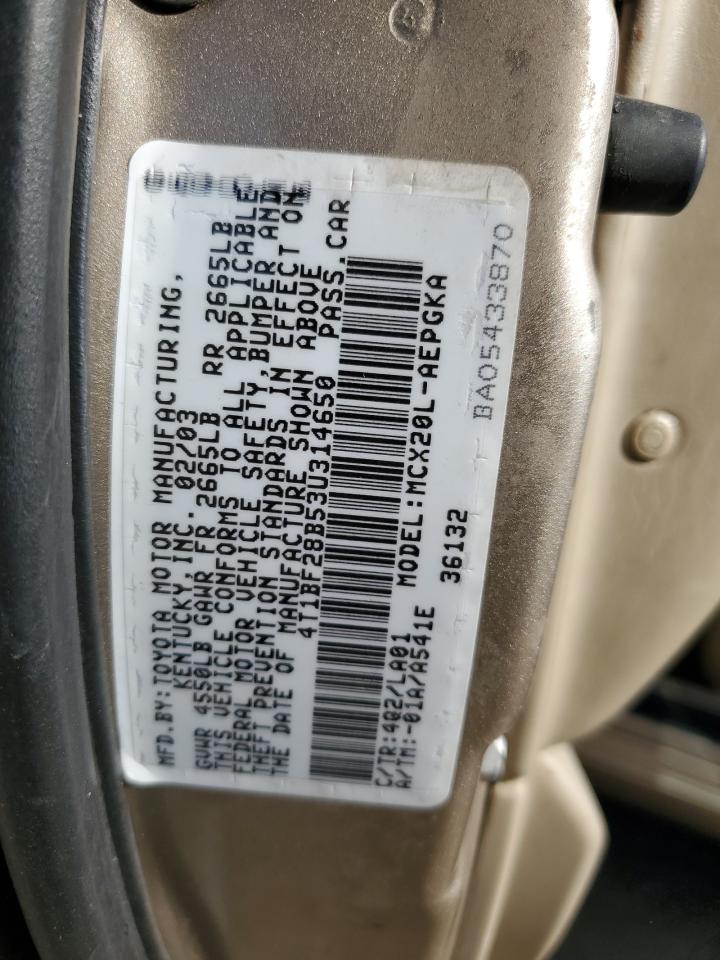 MFD.BY:TOYOTA MOTOR MANUFACTURING,
KENTUCKY,INC. 02/03
GVWR 4550LB GAWR FR 2665LB RR 2665LB
THIS VEHICLE CONFORMS TO ALL APPLICABLE
FEDERAL MOTOR VEHICLE SAFETY,BUMPER AND
THEFT PREVENTION STANDARDS IN EFFECT ON
THE DATE OF MANUFACTURE SHOWN ABOVE
4T1BF28B53U314650 PASS.CAR
C/TR:4Q2/LA01 MODEL:MCX20L-AEPGKA
A/TM:-01A/A541E 36132
BA05433870